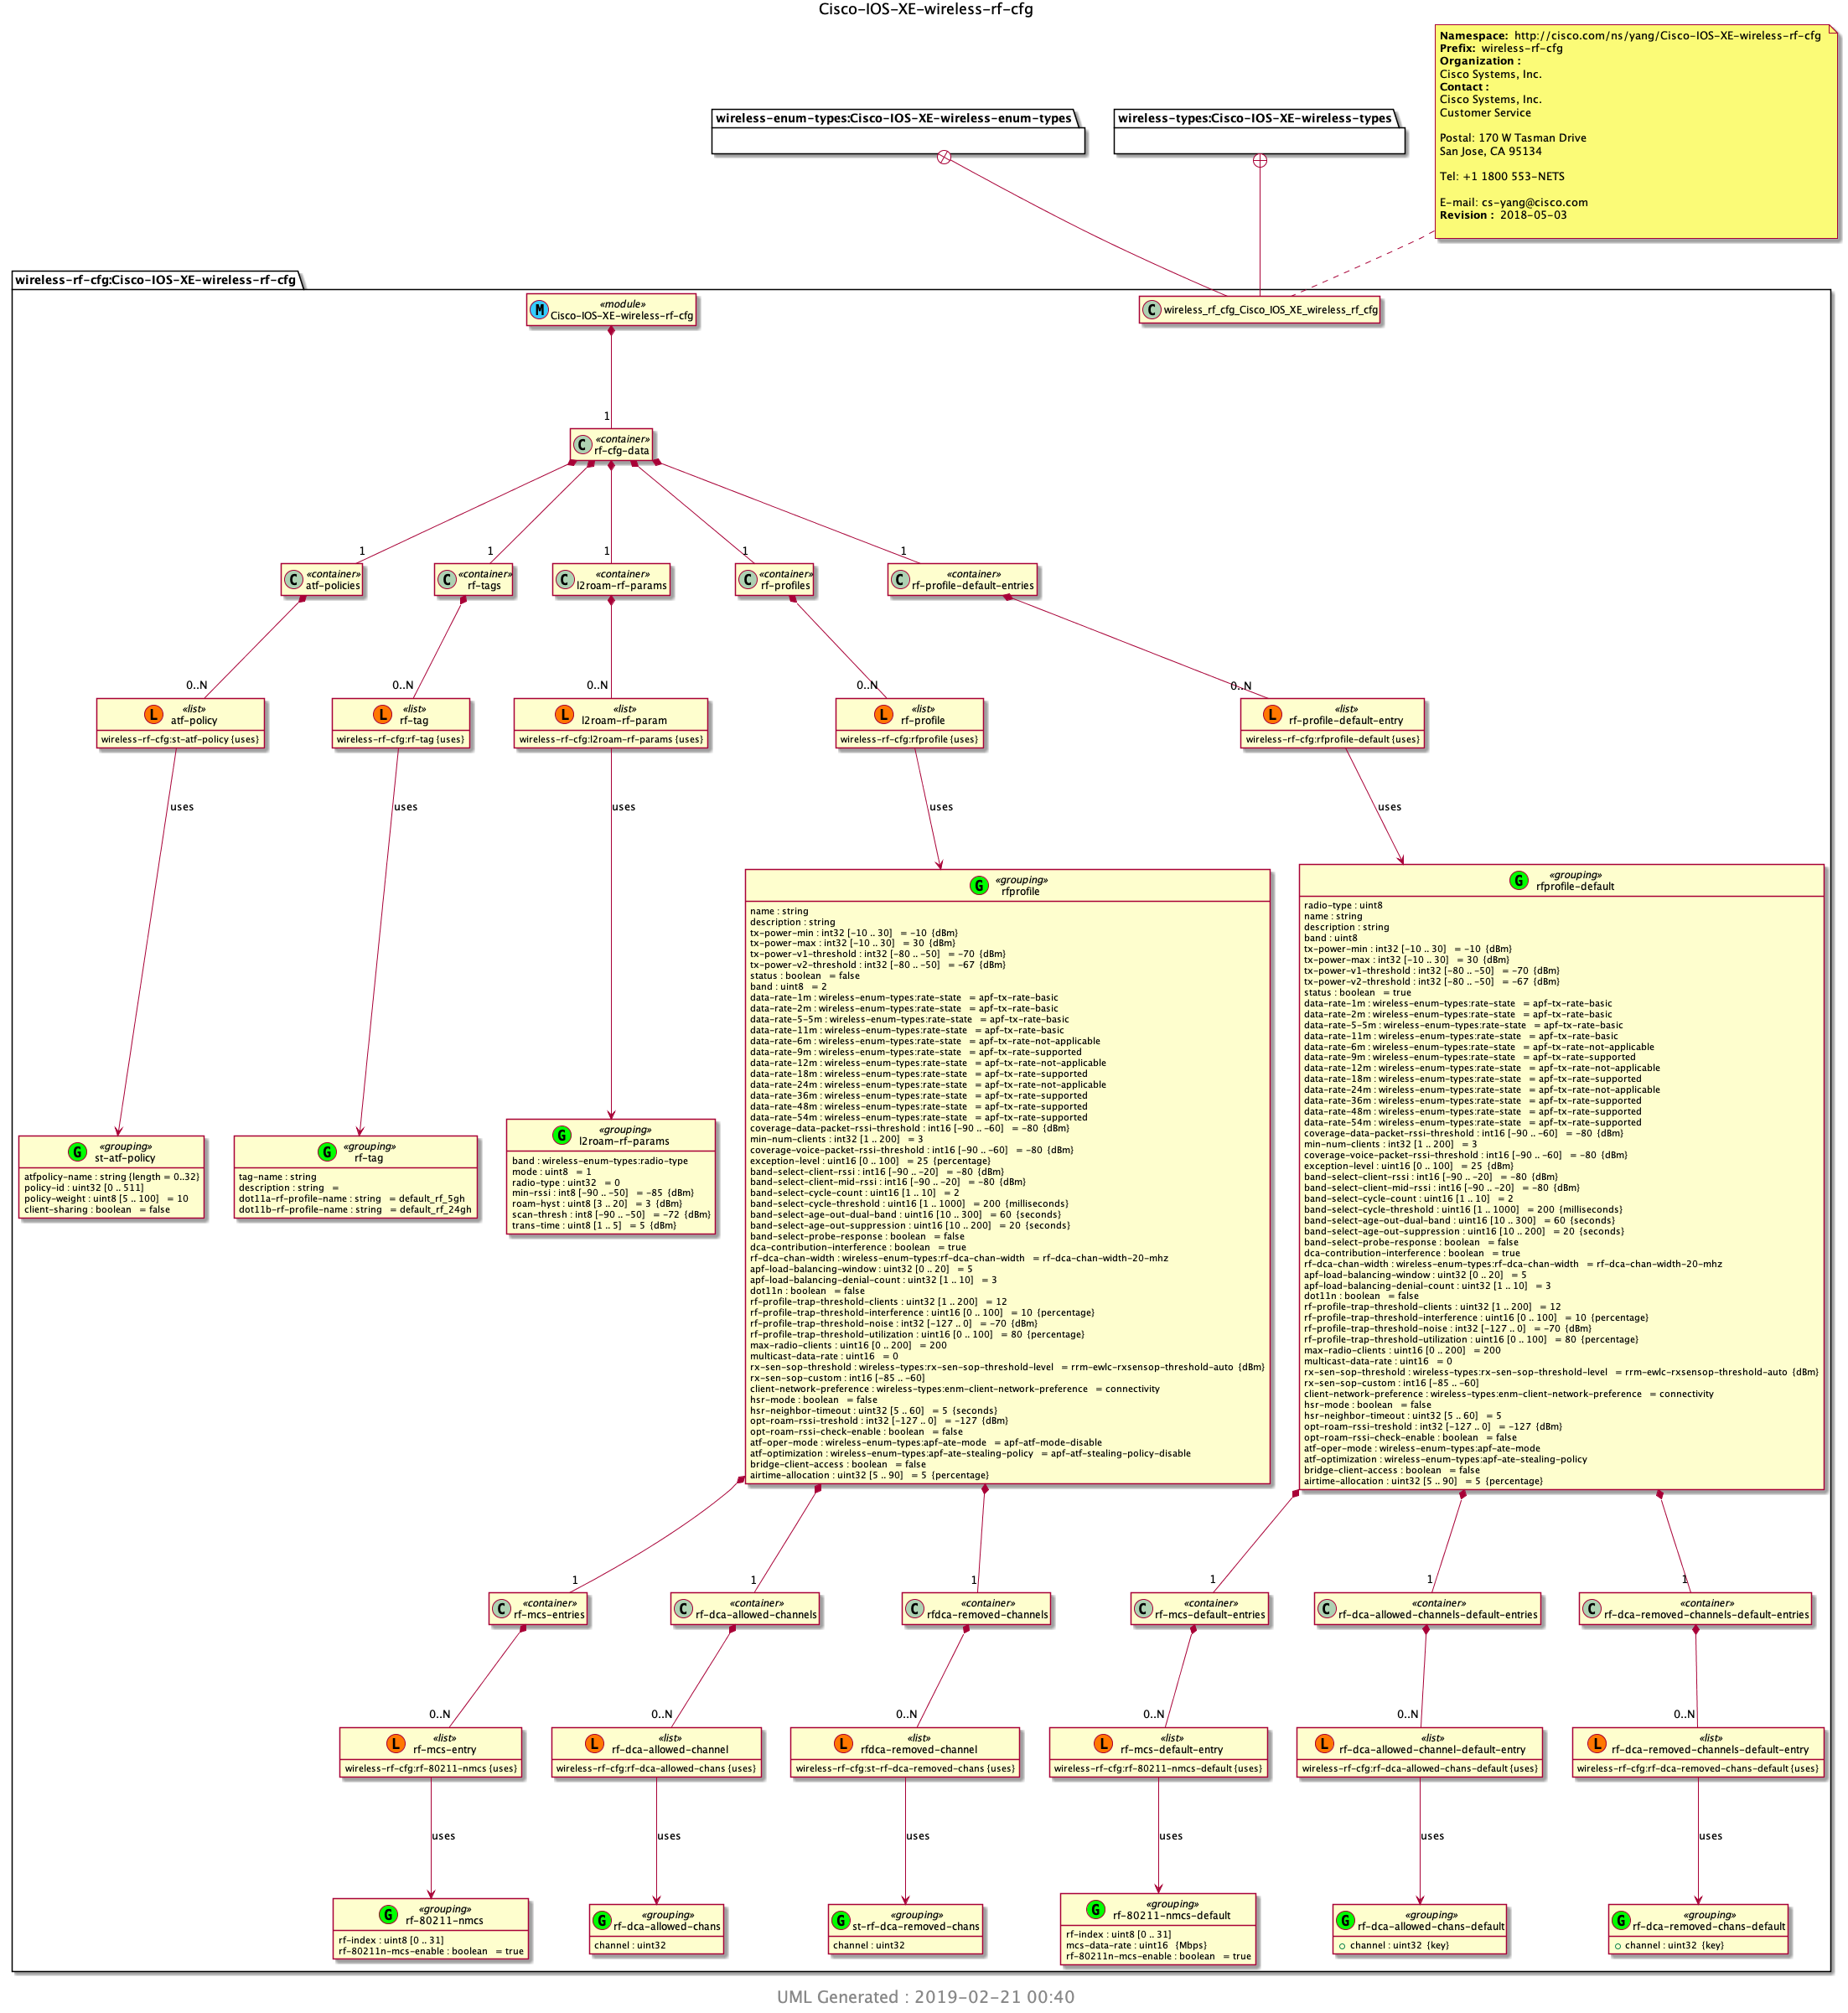 Cisco-IOS-XE-wireless-rf-cfg
Namespace: http://cisco.com/ns/yang/Cisco-IOS-XE-wireless-rf-cfg
Prefix: wireless-rf-cfg
Organization :
Cisco Systems, Inc.
Contact :
Cisco Systems, Inc.
Customer Service
Postal: 170 W Tasman Drive
San Jose, CA 95134
Tel: +1 1800 553-NETS
E-mail: cs-yang@cisco.com
Revision : 2018-05-03
wireless-enum-types:Cisco-IOS-XE-wireless-enum-types
wireless-types:Cisco-IOS-XE-wireless-types
wireless-rf-cfg:Cisco-IOS-XE-wireless-rf-cfg
M
«module»
Cisco-IOS-XE-wireless-rf-cfg
C wireless_rf_cfg_Cisco_IOS_XE_wireless_rf_cfg
1
C
«container»
rf-cfg-data
1
1
1
1
1
C
«container»
atf-policies
C
«container»
rf-tags
C
«container»
l2roam-rf-params
C
«container»
rf-profiles
C
«container»
rf-profile-default-entries
0..N
0..N
0..N
0..N
0..N
L
«list»
atf-policy
wireless-rf-cfg:st-atf-policy {uses}
L
«list»
rf-tag
wireless-rf-cfg:rf-tag {uses}
L
«list»
l2roam-rf-param
wireless-rf-cfg:l2roam-rf-params {uses}
L
«list»
rf-profile
wireless-rf-cfg:rfprofile {uses}
L
«list»
rf-profile-default-entry
wireless-rf-cfg:rfprofile-default {uses}
uses
uses
uses
uses
uses
G
«grouping»
st-atf-policy
atfpolicy-name : string {length = 0..32}
policy-id : uint32 [0 .. 511]
policy-weight : uint8 [5 .. 100] = 10
client-sharing : boolean = false
G
«grouping»
rf-tag
tag-name : string
description : string =
dot11a-rf-profile-name : string = default_rf_5gh
dot11b-rf-profile-name : string = default_rf_24gh
G
«grouping»
l2roam-rf-params
band : wireless-enum-types:radio-type
mode : uint8 = 1
radio-type : uint32 = 0
min-rssi : int8 [-90 .. -50] = -85 {dBm}
roam-hyst : uint8 [3 .. 20] = 3 {dBm}
scan-thresh : int8 [-90 .. -50] = -72 {dBm}
trans-time : uint8 [1 .. 5] = 5 {dBm}
G
«grouping»
rfprofile
name : string
description : string
tx-power-min : int32 [-10 .. 30] = -10 {dBm}
tx-power-max : int32 [-10 .. 30] = 30 {dBm}
tx-power-v1-threshold : int32 [-80 .. -50] = -70 {dBm}
tx-power-v2-threshold : int32 [-80 .. -50] = -67 {dBm}
status : boolean = false
band : uint8 = 2
data-rate-1m : wireless-enum-types:rate-state = apf-tx-rate-basic
data-rate-2m : wireless-enum-types:rate-state = apf-tx-rate-basic
data-rate-5-5m : wireless-enum-types:rate-state = apf-tx-rate-basic
data-rate-11m : wireless-enum-types:rate-state = apf-tx-rate-basic
data-rate-6m : wireless-enum-types:rate-state = apf-tx-rate-not-applicable
data-rate-9m : wireless-enum-types:rate-state = apf-tx-rate-supported
data-rate-12m : wireless-enum-types:rate-state = apf-tx-rate-not-applicable
data-rate-18m : wireless-enum-types:rate-state = apf-tx-rate-supported
data-rate-24m : wireless-enum-types:rate-state = apf-tx-rate-not-applicable
data-rate-36m : wireless-enum-types:rate-state = apf-tx-rate-supported
data-rate-48m : wireless-enum-types:rate-state = apf-tx-rate-supported
data-rate-54m : wireless-enum-types:rate-state = apf-tx-rate-supported
coverage-data-packet-rssi-threshold : int16 [-90 .. -60] = -80 {dBm}
min-num-clients : int32 [1 .. 200] = 3
coverage-voice-packet-rssi-threshold : int16 [-90 .. -60] = -80 {dBm}
exception-level : uint16 [0 .. 100] = 25 {percentage}
band-select-client-rssi : int16 [-90 .. -20] = -80 {dBm}
band-select-client-mid-rssi : int16 [-90 .. -20] = -80 {dBm}
band-select-cycle-count : uint16 [1 .. 10] = 2
band-select-cycle-threshold : uint16 [1 .. 1000] = 200 {milliseconds}
band-select-age-out-dual-band : uint16 [10 .. 300] = 60 {seconds}
band-select-age-out-suppression : uint16 [10 .. 200] = 20 {seconds}
band-select-probe-response : boolean = false
dca-contribution-interference : boolean = true
rf-dca-chan-width : wireless-enum-types:rf-dca-chan-width = rf-dca-chan-width-20-mhz
apf-load-balancing-window : uint32 [0 .. 20] = 5
apf-load-balancing-denial-count : uint32 [1 .. 10] = 3
dot11n : boolean = false
rf-profile-trap-threshold-clients : uint32 [1 .. 200] = 12
rf-profile-trap-threshold-interference : uint16 [0 .. 100] = 10 {percentage}
rf-profile-trap-threshold-noise : int32 [-127 .. 0] = -70 {dBm}
rf-profile-trap-threshold-utilization : uint16 [0 .. 100] = 80 {percentage}
max-radio-clients : uint16 [0 .. 200] = 200
multicast-data-rate : uint16 = 0
rx-sen-sop-threshold : wireless-types:rx-sen-sop-threshold-level = rrm-ewlc-rxsensop-threshold-auto {dBm}
rx-sen-sop-custom : int16 [-85 .. -60]
client-network-preference : wireless-types:enm-client-network-preference = connectivity
hsr-mode : boolean = false
hsr-neighbor-timeout : uint32 [5 .. 60] = 5 {seconds}
opt-roam-rssi-treshold : int32 [-127 .. 0] = -127 {dBm}
opt-roam-rssi-check-enable : boolean = false
atf-oper-mode : wireless-enum-types:apf-ate-mode = apf-atf-mode-disable
atf-optimization : wireless-enum-types:apf-ate-stealing-policy = apf-atf-stealing-policy-disable
bridge-client-access : boolean = false
airtime-allocation : uint32 [5 .. 90] = 5 {percentage}
G
«grouping»
rfprofile-default
radio-type : uint8
name : string
description : string
band : uint8
tx-power-min : int32 [-10 .. 30] = -10 {dBm}
tx-power-max : int32 [-10 .. 30] = 30 {dBm}
tx-power-v1-threshold : int32 [-80 .. -50] = -70 {dBm}
tx-power-v2-threshold : int32 [-80 .. -50] = -67 {dBm}
status : boolean = true
data-rate-1m : wireless-enum-types:rate-state = apf-tx-rate-basic
data-rate-2m : wireless-enum-types:rate-state = apf-tx-rate-basic
data-rate-5-5m : wireless-enum-types:rate-state = apf-tx-rate-basic
data-rate-11m : wireless-enum-types:rate-state = apf-tx-rate-basic
data-rate-6m : wireless-enum-types:rate-state = apf-tx-rate-not-applicable
data-rate-9m : wireless-enum-types:rate-state = apf-tx-rate-supported
data-rate-12m : wireless-enum-types:rate-state = apf-tx-rate-not-applicable
data-rate-18m : wireless-enum-types:rate-state = apf-tx-rate-supported
data-rate-24m : wireless-enum-types:rate-state = apf-tx-rate-not-applicable
data-rate-36m : wireless-enum-types:rate-state = apf-tx-rate-supported
data-rate-48m : wireless-enum-types:rate-state = apf-tx-rate-supported
data-rate-54m : wireless-enum-types:rate-state = apf-tx-rate-supported
coverage-data-packet-rssi-threshold : int16 [-90 .. -60] = -80 {dBm}
min-num-clients : int32 [1 .. 200] = 3
coverage-voice-packet-rssi-threshold : int16 [-90 .. -60] = -80 {dBm}
exception-level : uint16 [0 .. 100] = 25 {dBm}
band-select-client-rssi : int16 [-90 .. -20] = -80 {dBm}
band-select-client-mid-rssi : int16 [-90 .. -20] = -80 {dBm}
band-select-cycle-count : uint16 [1 .. 10] = 2
band-select-cycle-threshold : uint16 [1 .. 1000] = 200 {milliseconds}
band-select-age-out-dual-band : uint16 [10 .. 300] = 60 {seconds}
band-select-age-out-suppression : uint16 [10 .. 200] = 20 {seconds}
band-select-probe-response : boolean = false
dca-contribution-interference : boolean = true
rf-dca-chan-width : wireless-enum-types:rf-dca-chan-width = rf-dca-chan-width-20-mhz
apf-load-balancing-window : uint32 [0 .. 20] = 5
apf-load-balancing-denial-count : uint32 [1 .. 10] = 3
dot11n : boolean = false
rf-profile-trap-threshold-clients : uint32 [1 .. 200] = 12
rf-profile-trap-threshold-interference : uint16 [0 .. 100] = 10 {percentage}
rf-profile-trap-threshold-noise : int32 [-127 .. 0] = -70 {dBm}
rf-profile-trap-threshold-utilization : uint16 [0 .. 100] = 80 {percentage}
max-radio-clients : uint16 [0 .. 200] = 200
multicast-data-rate : uint16 = 0
rx-sen-sop-threshold : wireless-types:rx-sen-sop-threshold-level = rrm-ewlc-rxsensop-threshold-auto {dBm}
rx-sen-sop-custom : int16 [-85 .. -60]
client-network-preference : wireless-types:enm-client-network-preference = connectivity
hsr-mode : boolean = false
hsr-neighbor-timeout : uint32 [5 .. 60] = 5
opt-roam-rssi-treshold : int32 [-127 .. 0] = -127 {dBm}
opt-roam-rssi-check-enable : boolean = false
atf-oper-mode : wireless-enum-types:apf-ate-mode
atf-optimization : wireless-enum-types:apf-ate-stealing-policy
bridge-client-access : boolean = false
airtime-allocation : uint32 [5 .. 90] = 5 {percentage}
1
1
1
1
1
1
C
«container»
rf-mcs-entries
C
«container»
rf-dca-allowed-channels
C
«container»
rfdca-removed-channels
C
«container»
rf-mcs-default-entries
C
«container»
rf-dca-allowed-channels-default-entries
C
«container»
rf-dca-removed-channels-default-entries
0..N
0..N
0..N
0..N
0..N
0..N
L
«list»
rf-mcs-entry
wireless-rf-cfg:rf-80211-nmcs {uses}
L
«list»
rf-dca-allowed-channel
wireless-rf-cfg:rf-dca-allowed-chans {uses}
L
«list»
rfdca-removed-channel
wireless-rf-cfg:st-rf-dca-removed-chans {uses}
L
«list»
rf-mcs-default-entry
wireless-rf-cfg:rf-80211-nmcs-default {uses}
L
«list»
rf-dca-allowed-channel-default-entry
wireless-rf-cfg:rf-dca-allowed-chans-default {uses}
L
«list»
rf-dca-removed-channels-default-entry
wireless-rf-cfg:rf-dca-removed-chans-default {uses}
uses
uses
uses
uses
uses
uses
G
«grouping»
rf-80211-nmcs
rf-index : uint8 [0 .. 31]
rf-80211n-mcs-enable : boolean = true
G
«grouping»
rf-dca-allowed-chans
channel : uint32
G
«grouping»
st-rf-dca-removed-chans
channel : uint32
G
«grouping»
rf-80211-nmcs-default
rf-index : uint8 [0 .. 31]
mcs-data-rate : uint16 {Mbps}
rf-80211n-mcs-enable : boolean = true
G
«grouping»
rf-dca-allowed-chans-default
channel : uint32 {key}
G
«grouping»
rf-dca-removed-chans-default
channel : uint32 {key}
UML Generated : 2019-02-21 00:40